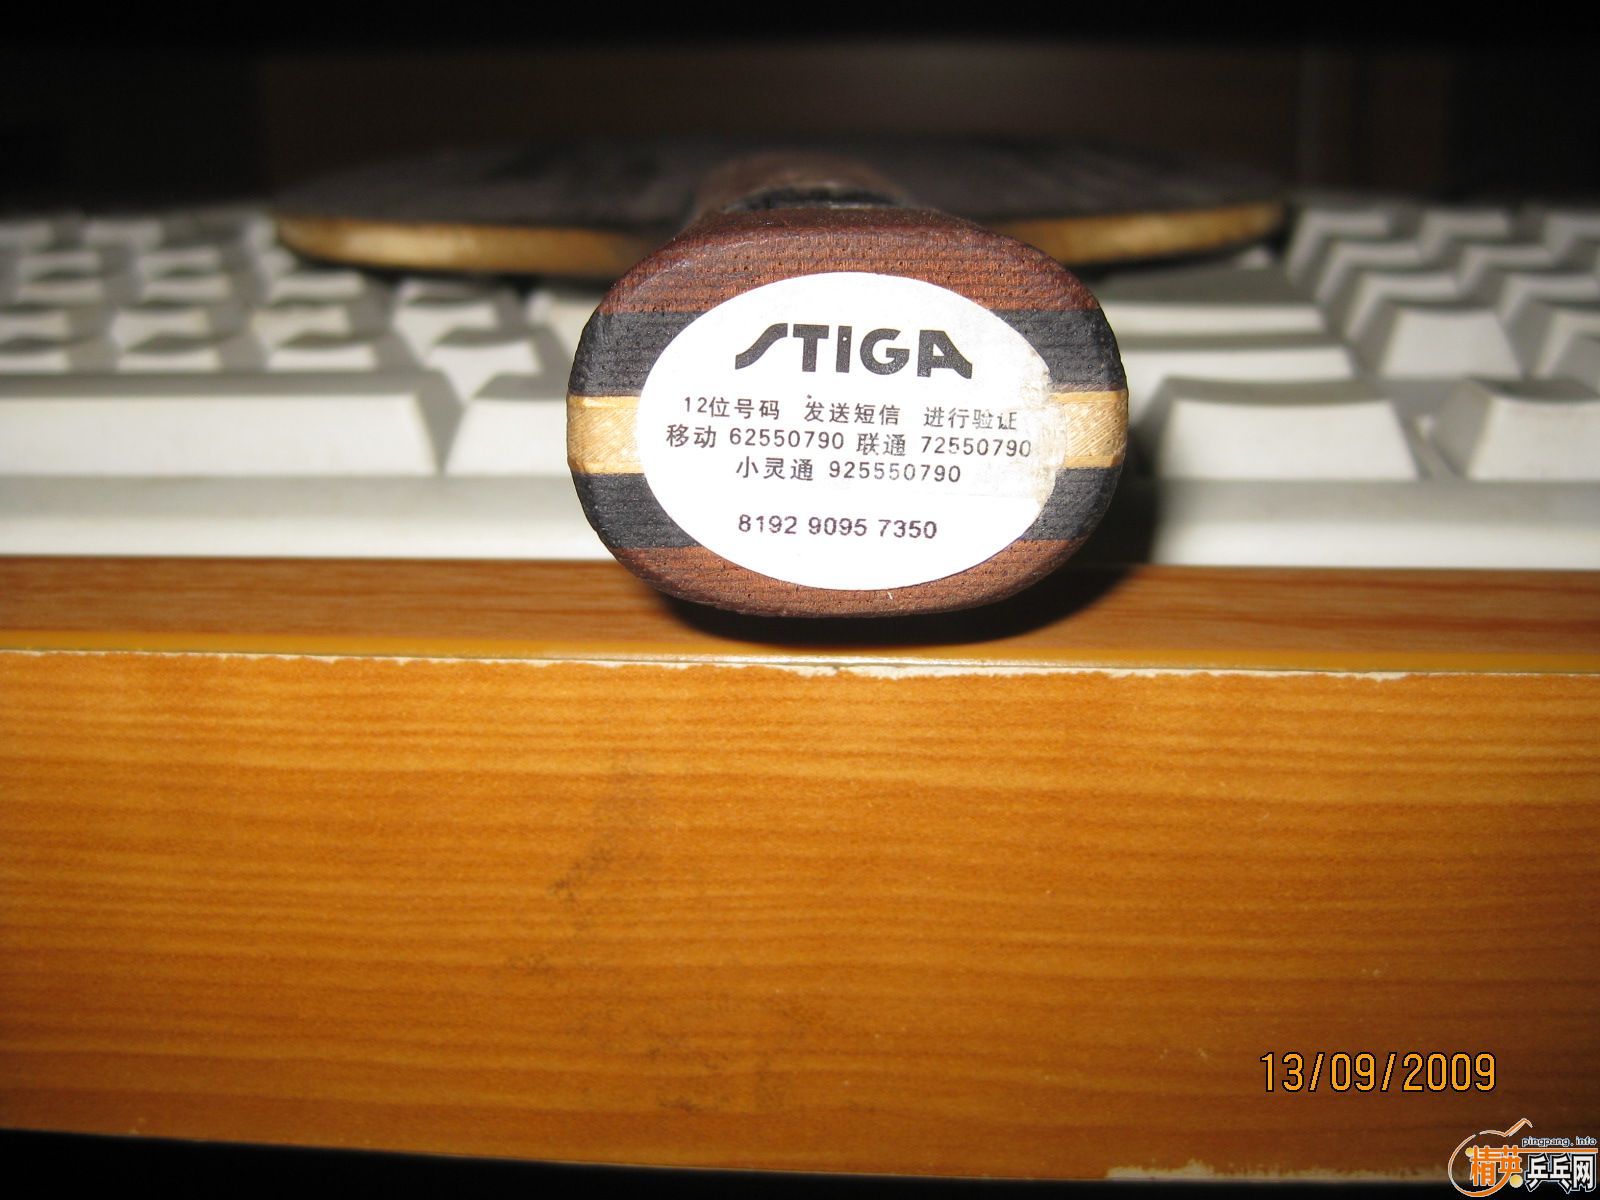 STIGA
12位号码 发送短信 进行验证
移动 62550790 联通 72550790
小灵通 925550790
8192 9095 7350
13/09/2009
pingpang.info
精英乒乓网